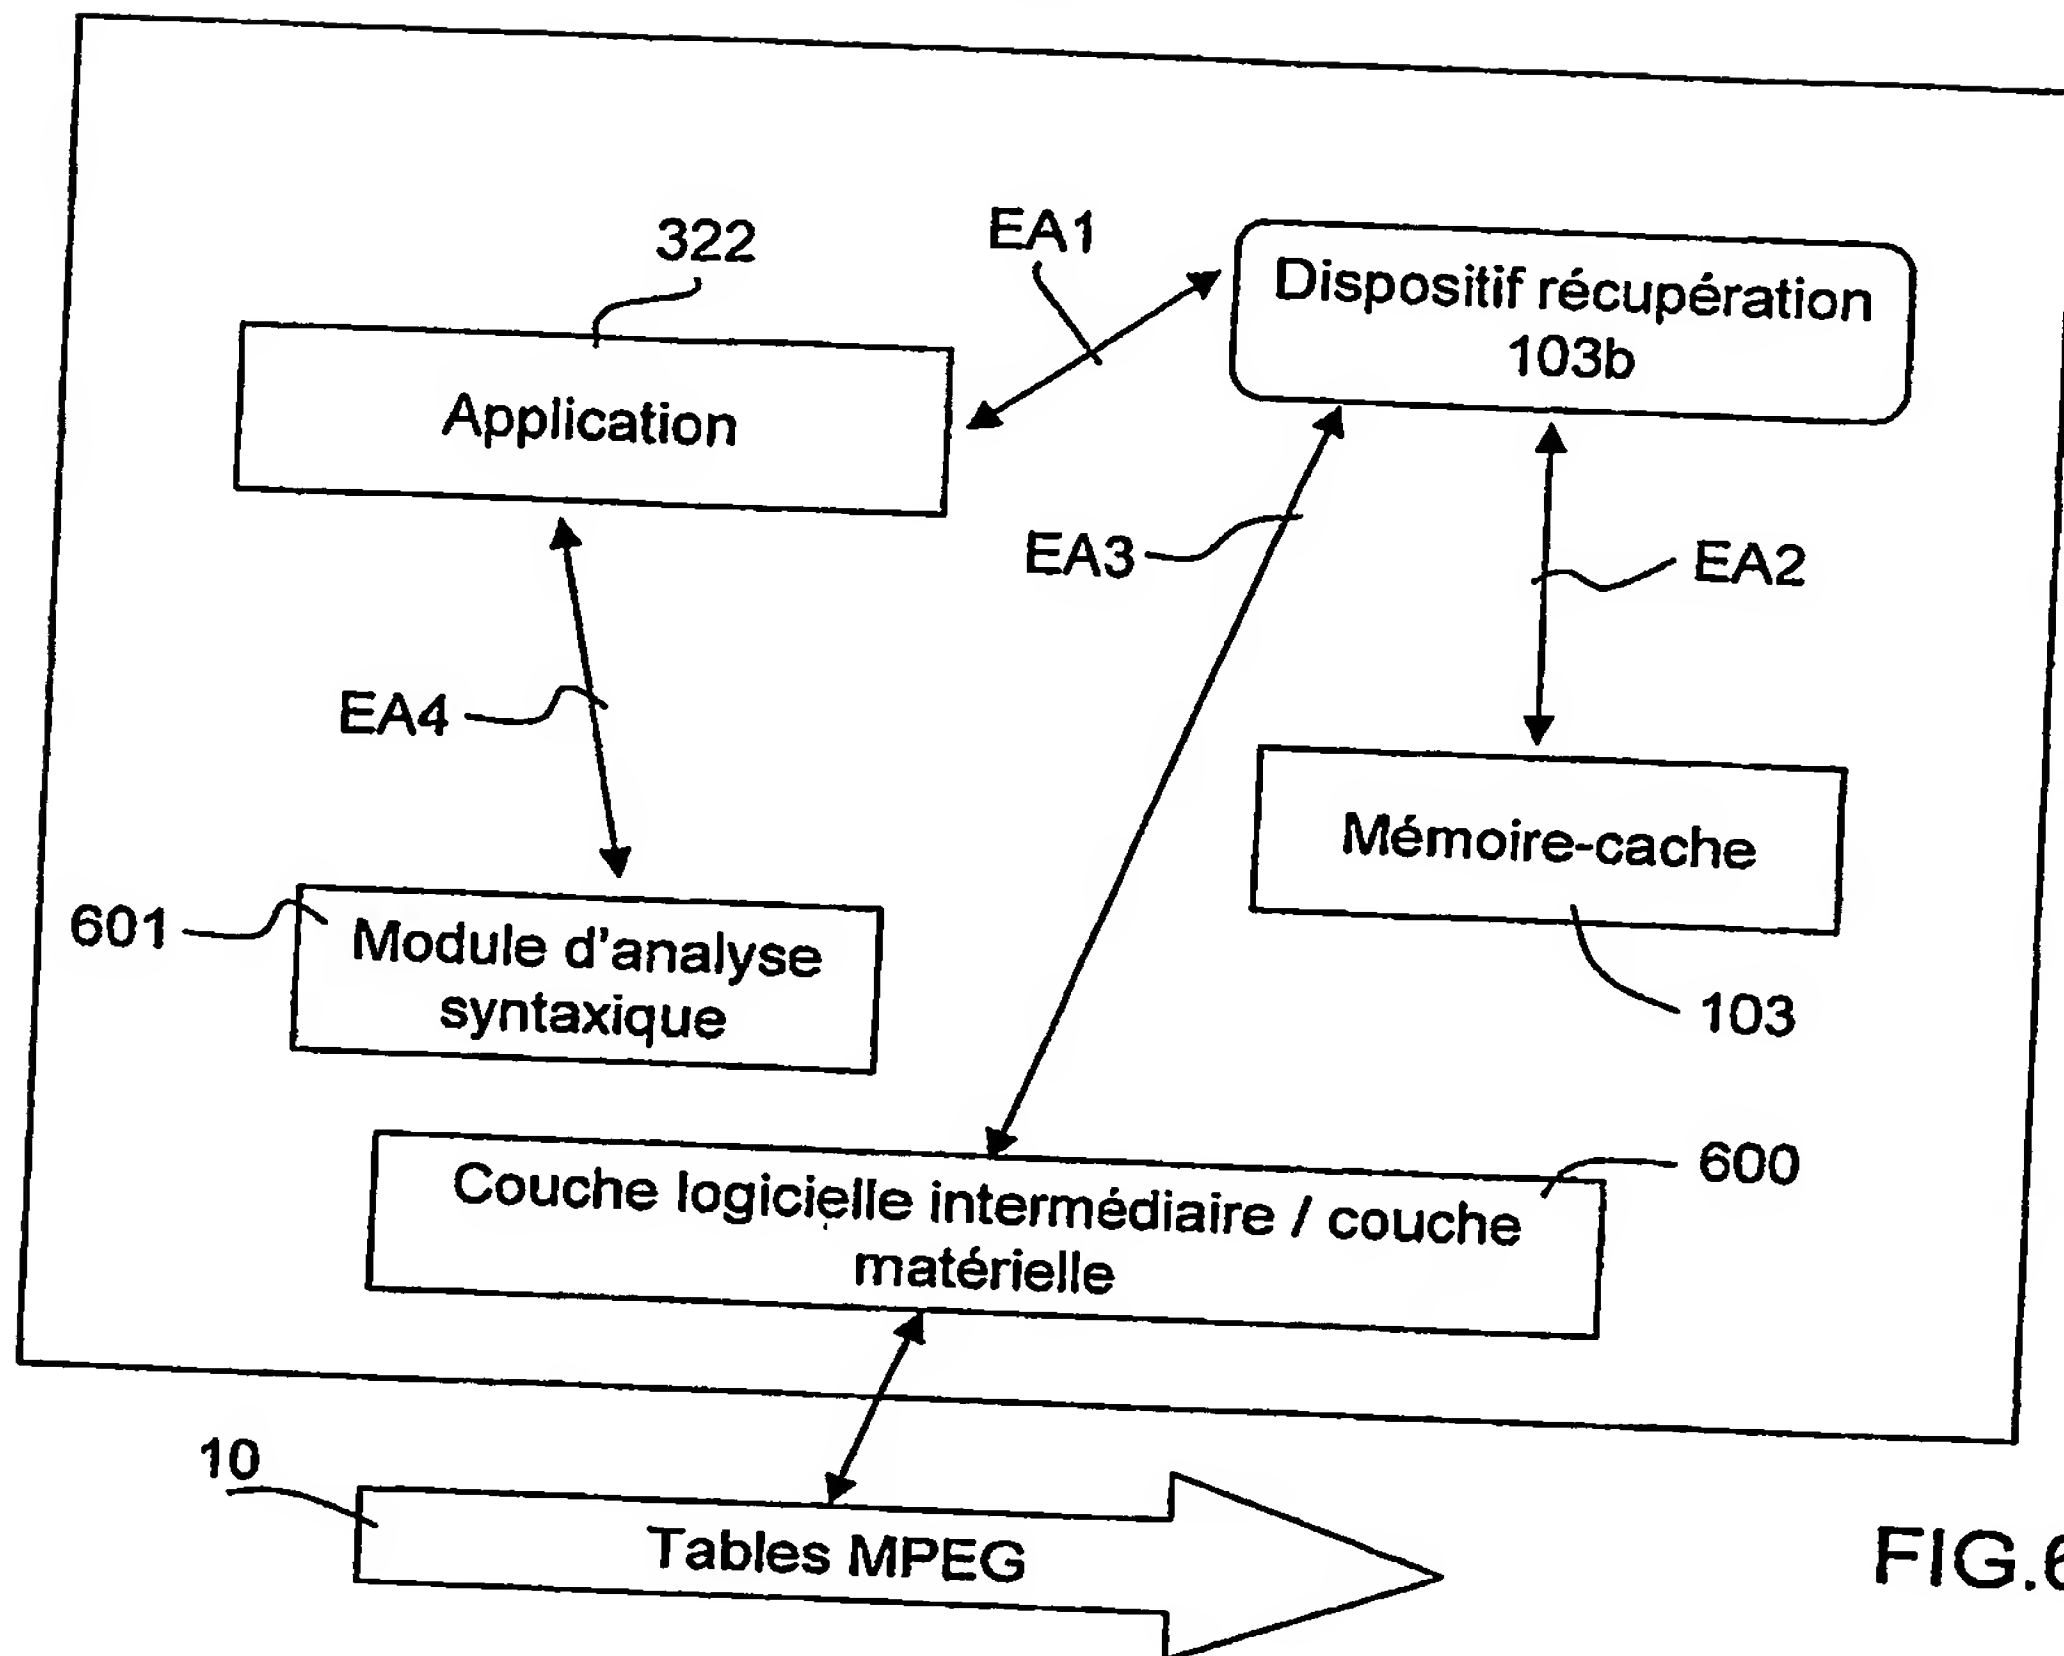 322
EA1
Dispositif récupération
103b
Application
EA3
EA2
EA4
Mémoire-cache
601
Module d'analyse
syntaxique
103
600
Couche logicielle intermédiaire / couche
matérielle
10
Tables MPEG
FIG.6